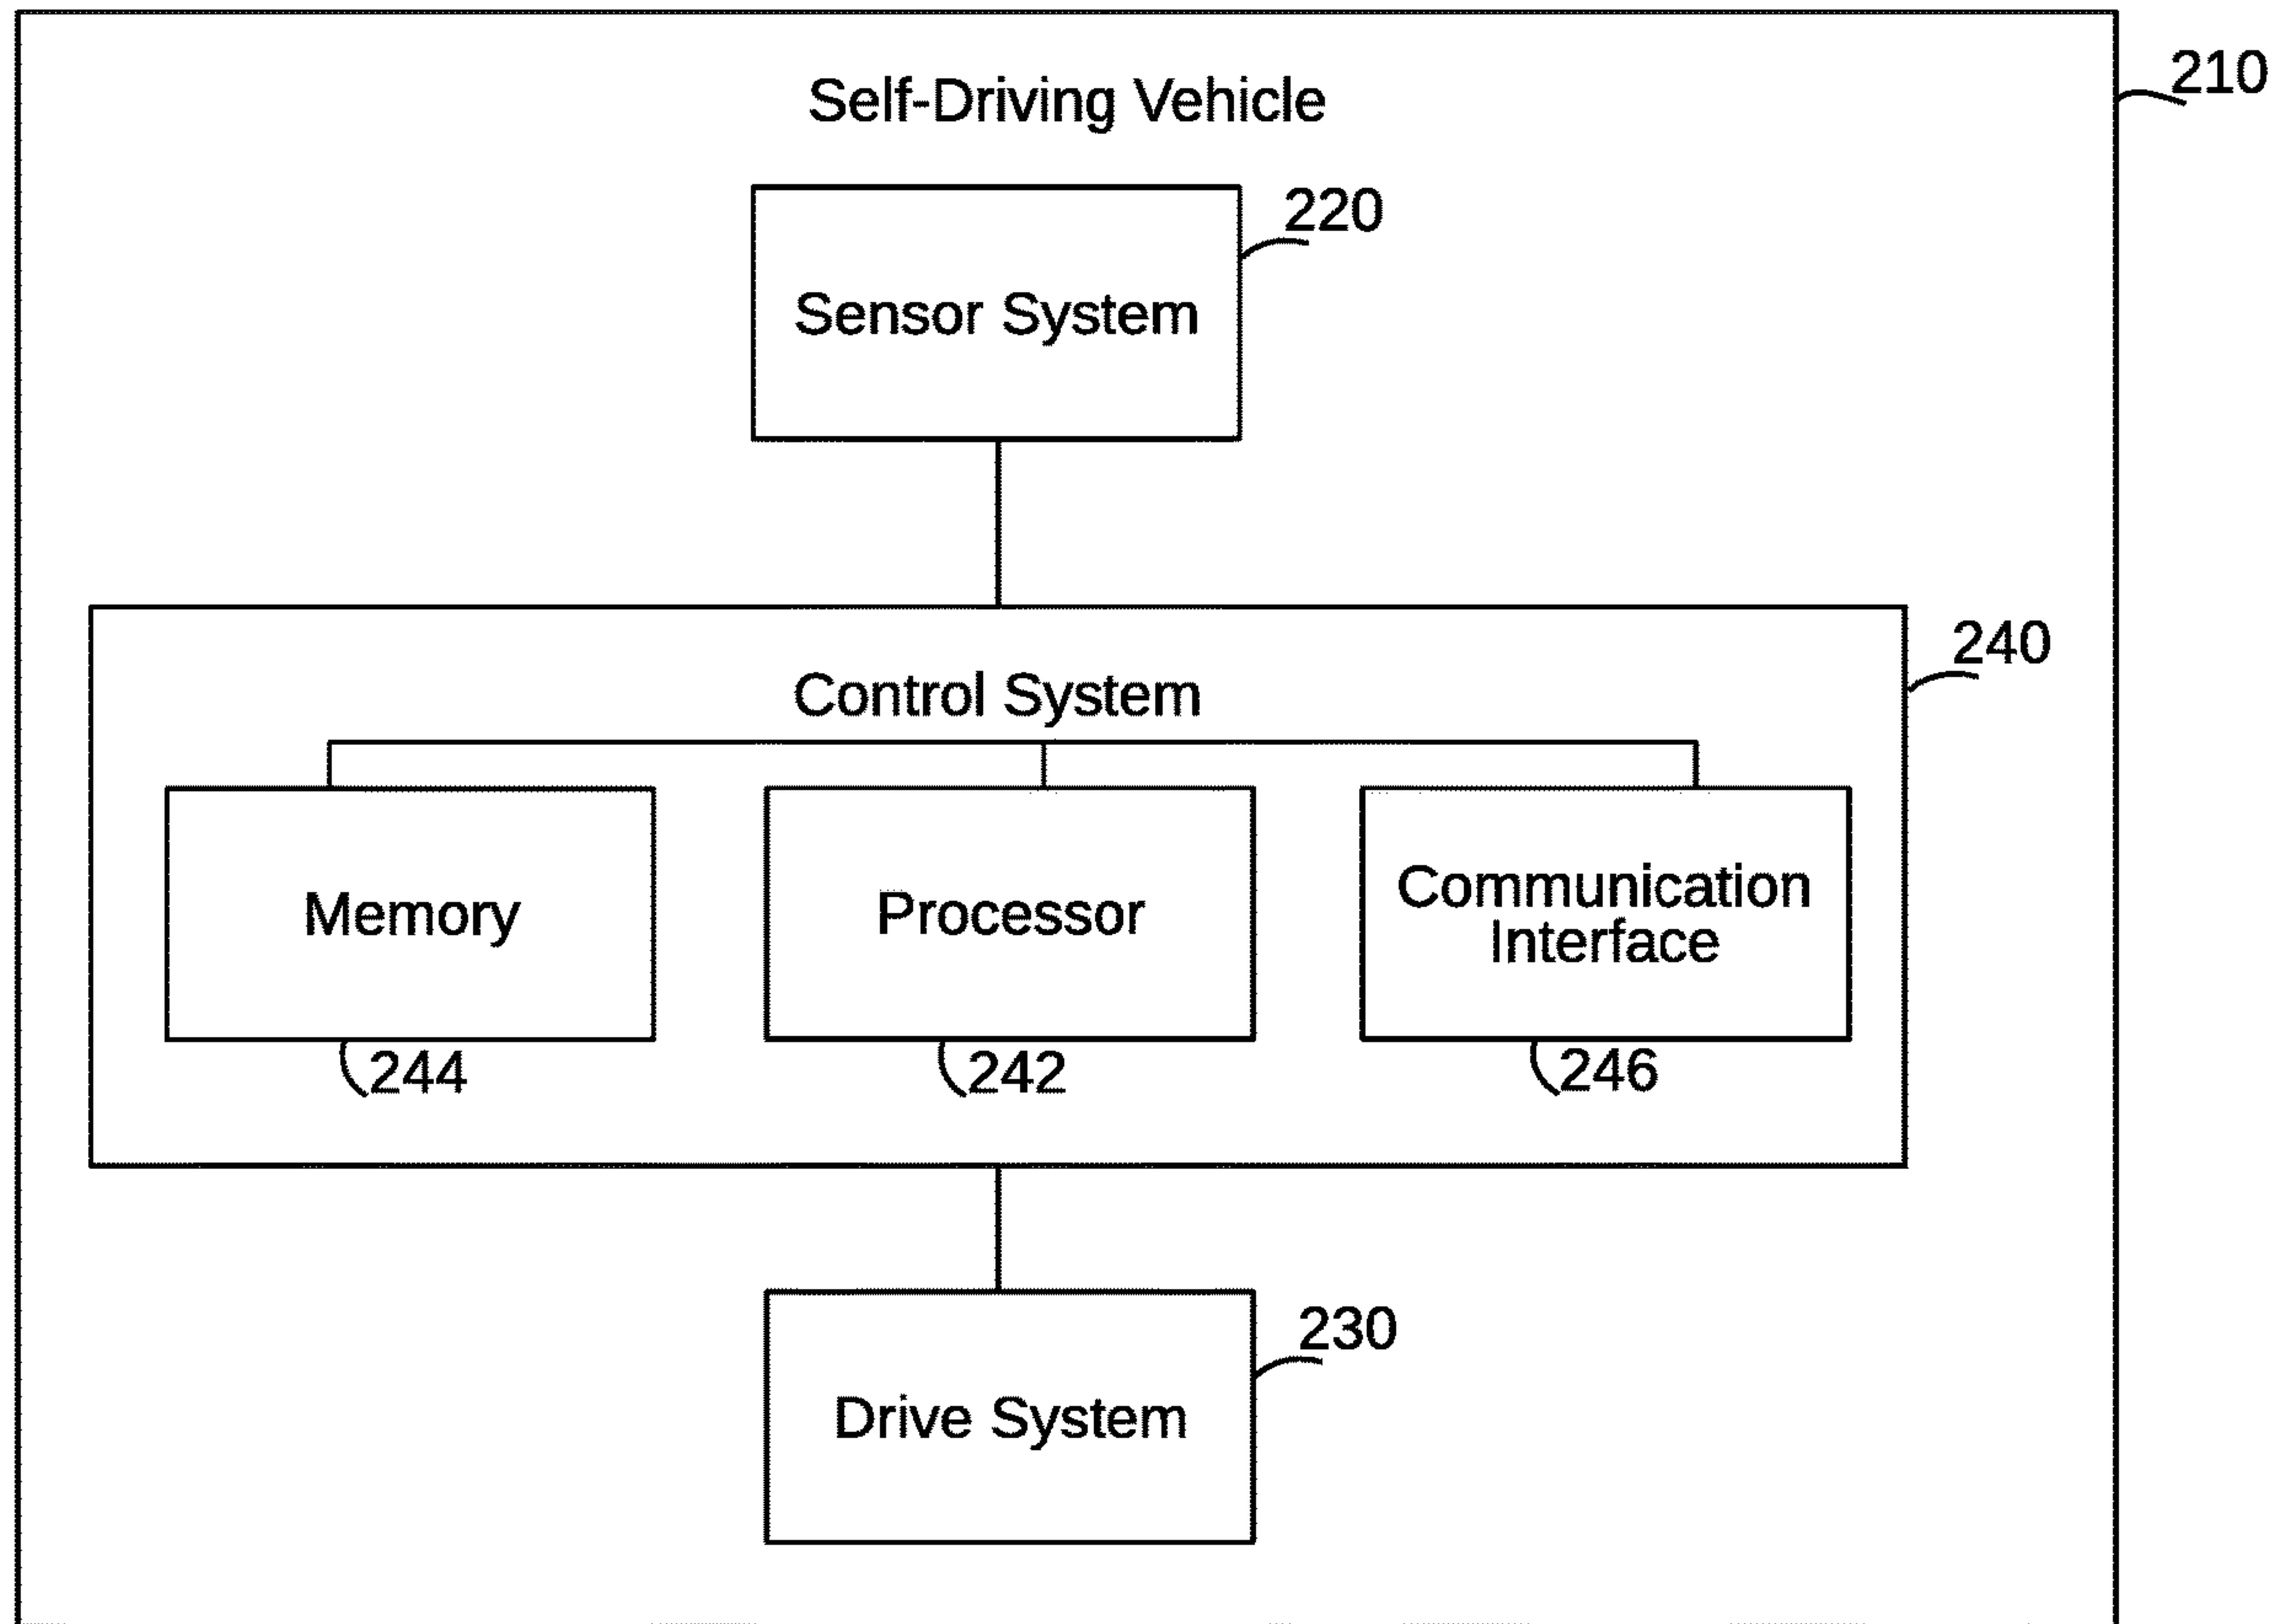 210
Self-Driving Vehicle
220
Sensor System
240
Control System
Memory
Processor
Communication
Interface
244
242
246
230
Drive System